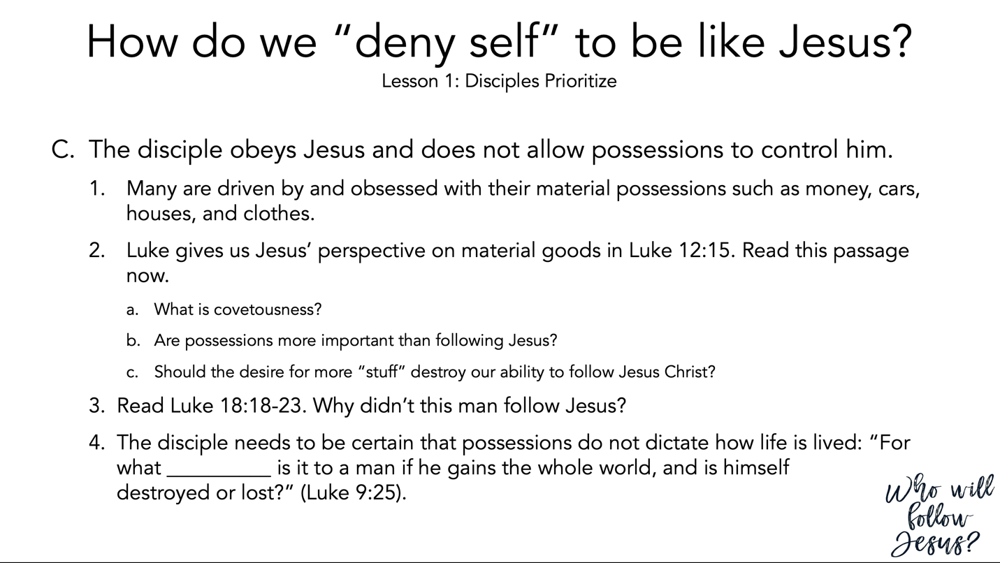 How do we “deny self” to be like Jesus?
Lesson 1: Disciples Prioritize
C. The disciple obeys Jesus and does not allow possessions to control him.
1. Many are driven by and obsessed with their material possessions such as money, cars,
houses, and clothes.
2. Luke gives us Jesus’ perspective on material goods in Luke 12:15. Read this passage
now.
a. What is covetousness?
b. Are possessions more important than following Jesus?
c. Should the desire for more “stuff” destroy our ability to follow Jesus Christ?
3. Read Luke 18:18-23. Why didn’t this man follow Jesus?
4. The disciple needs to be certain that possessions do not dictate how life is lived: “For
what __________ is it to a man if he gains the whole world, and is himself
destroyed or lost?” (Luke 9:25).
Who will
follow
Jesus?